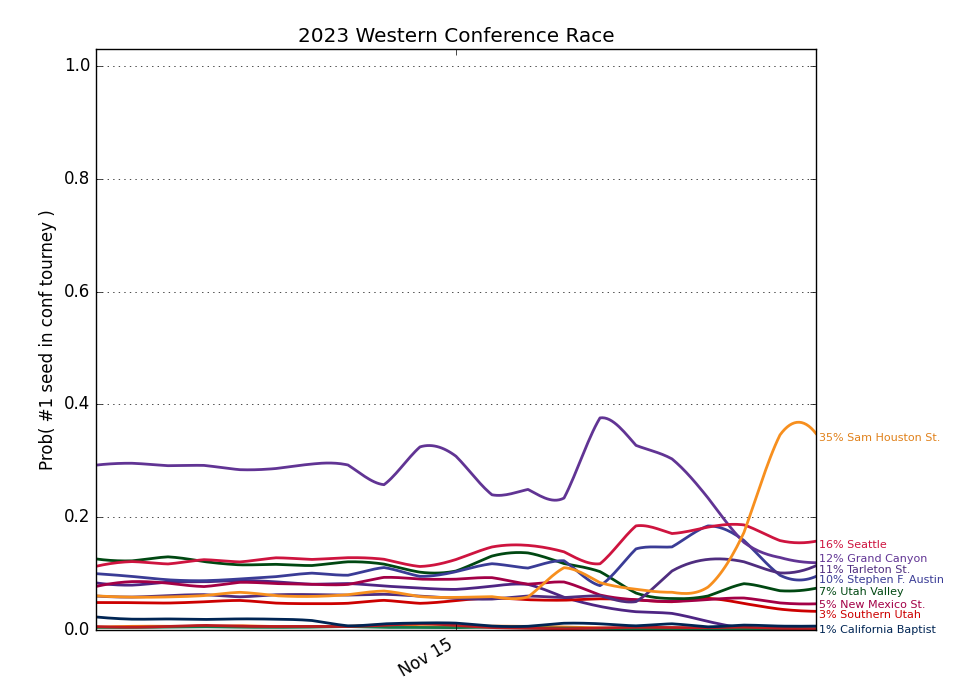 2023 Western Conference Race
Prob( #1 seed in conf tourney )
1.0
0.8
0.6
0.4
0.2
0.0
Nov 15
35% Sam Houston St.
16% Seattle
12% Grand Canyon
11% Tarleton St.
10% Stephen F. Austin
7% Utah Valley
5% New Mexico St.
3% Southern Utah
1% California Baptist